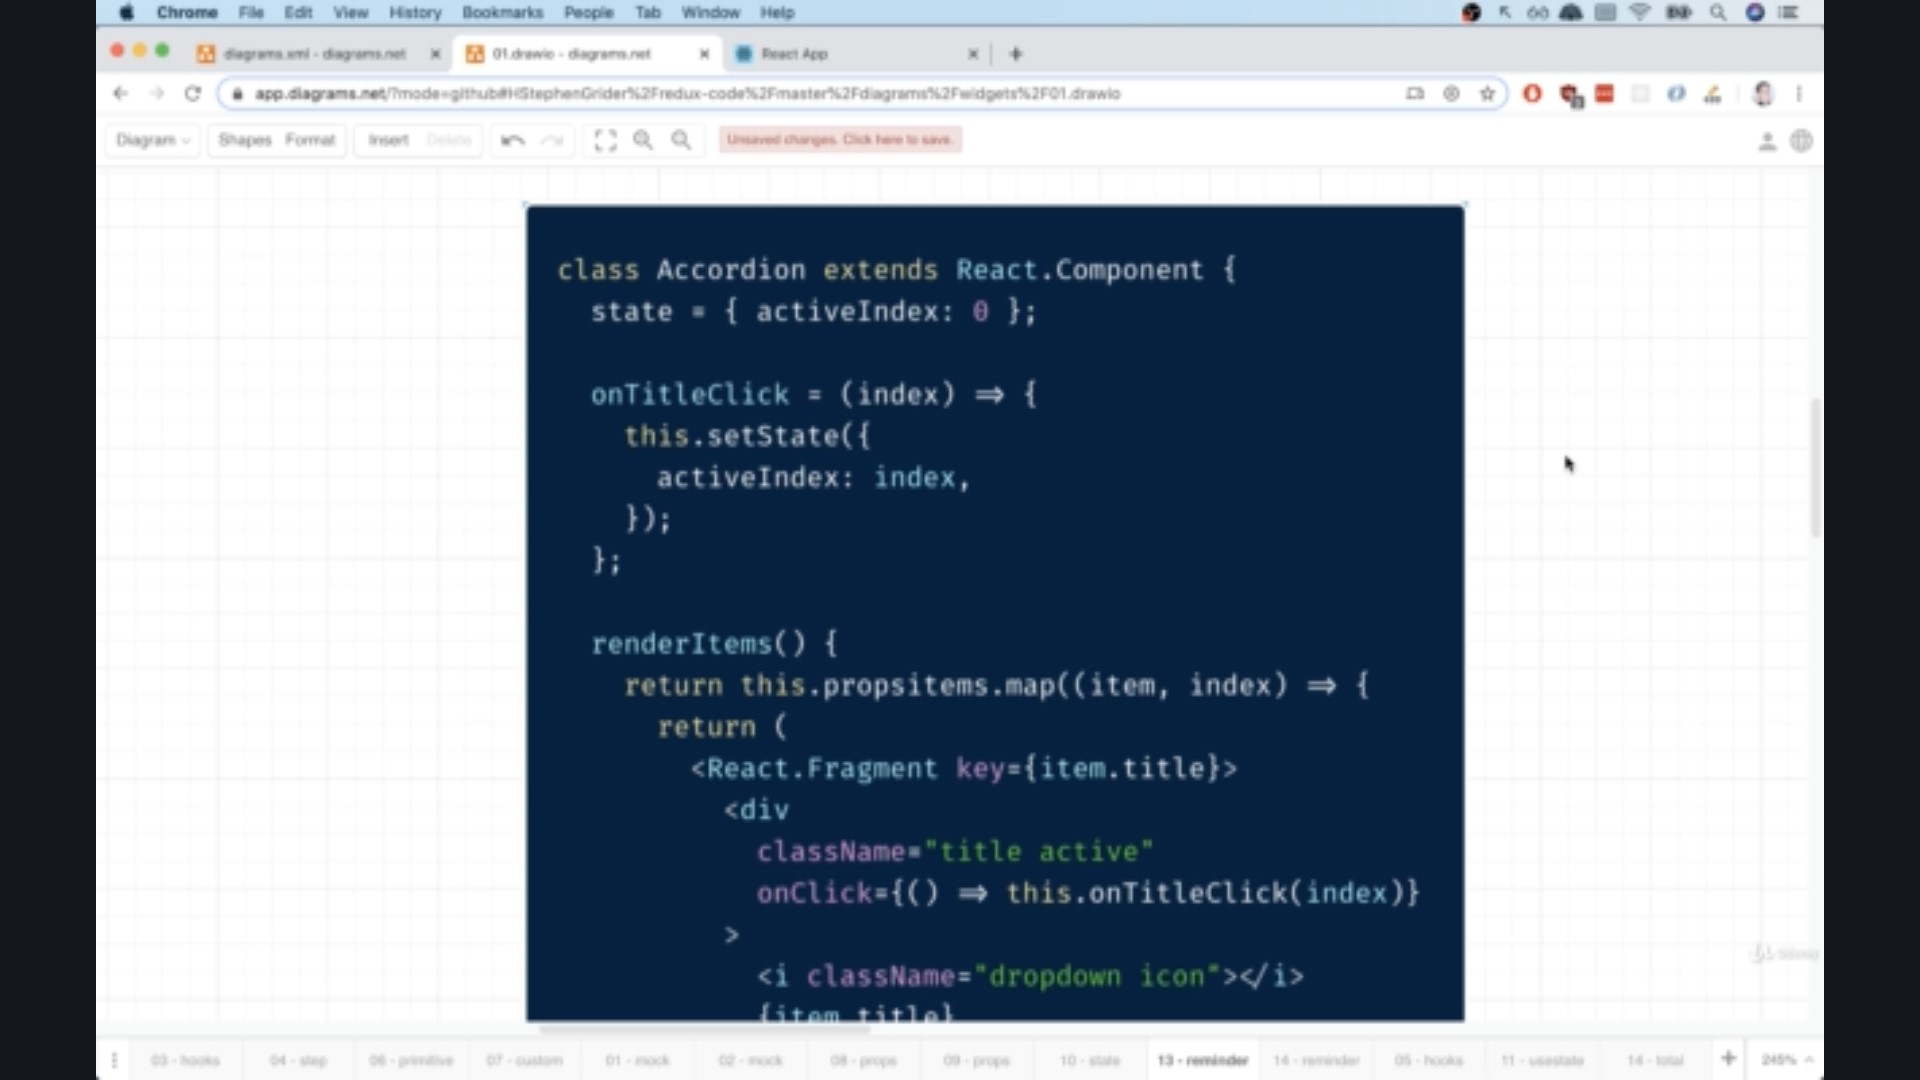 Chrome File Edit View History Bookmarks People Tab Window Help
diagrams.xml - diagrams.net
01.drawio - diagrams.net
React App
app.diagrams.net/?mode=github#HStephenGrider%2Fredux-code%2Fmaster%2Fdiagrams%2Fwidgets%2F01.drawio
Diagram Shapes Format Insert Delete Unsaved changes. Click here to save.
class Accordion extends React.Component {
state = { activeIndex: 0 };
onTitleClick = (index) ⇒ {
this.setState({
activeIndex: index,
});
};
renderItems() {
return this.propsitems.map((item, index) ⇒ {
return (
<React.Fragment key={item.title}>
<div
className="title active"
onClick={() ⇒ this.onTitleClick(index)}
>
<i className="dropdown icon"></i>
{item.title}
03 - hooks 04 - step 06 - primitive 07 - custom 01 - mock 02 - mock 08 - props 09 - props 10 - state 13 - reminder 14 - reminder 05 - hooks 11 - usestate 14 - total 245%